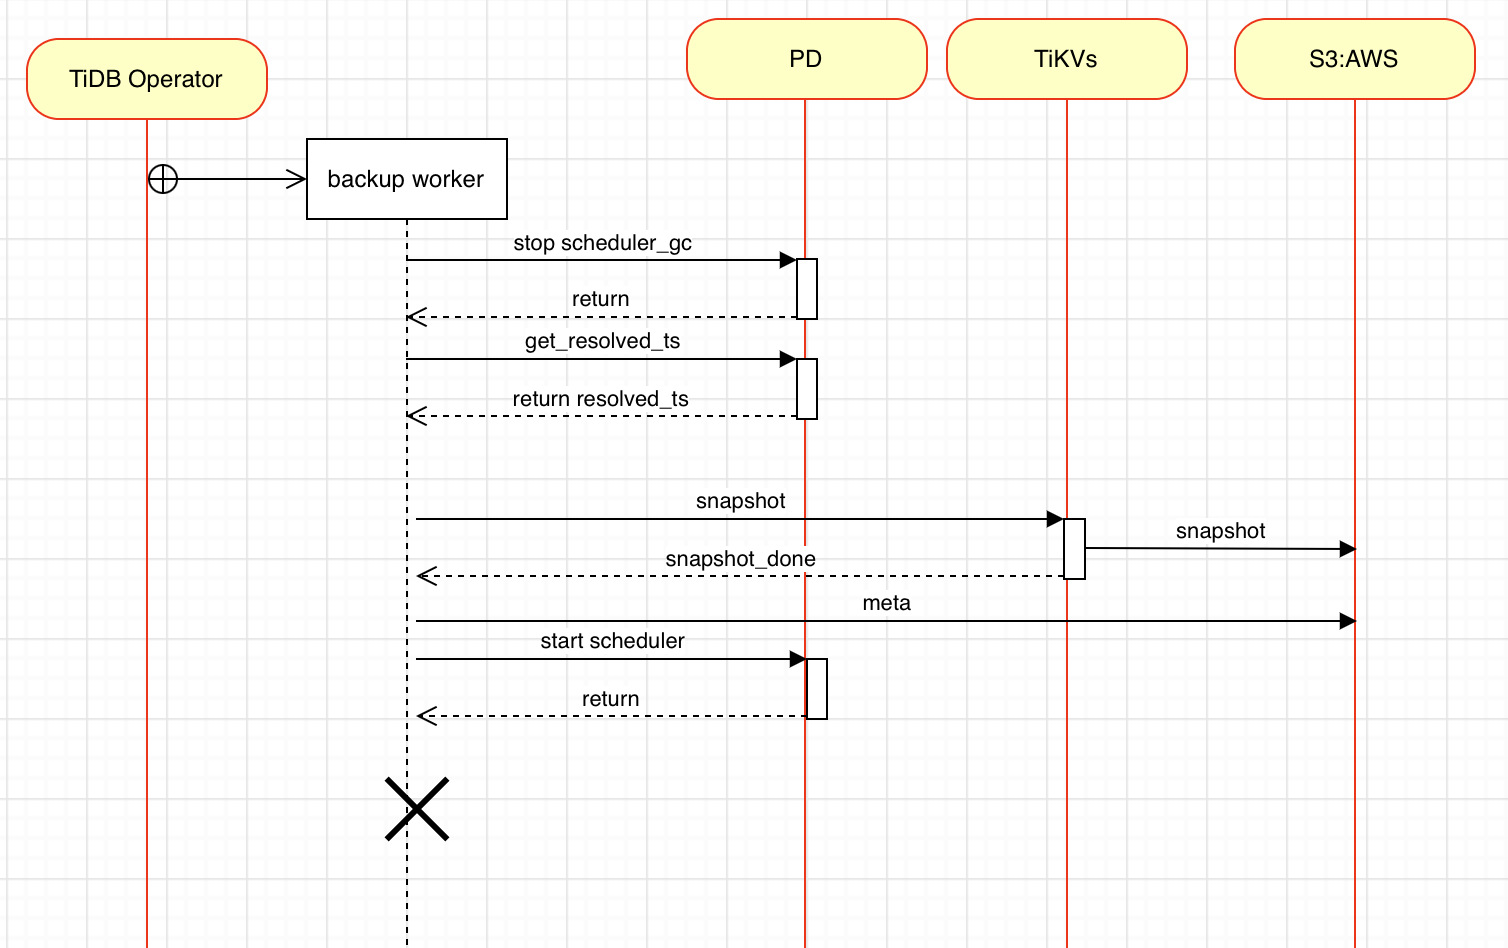 TiDB Operator
PD
TiKVs
S3:AWS
backup worker
stop scheduler_gc
return
get_resolved_ts
return resolved_ts
snapshot
snapshot
snapshot_done
meta
start scheduler
return